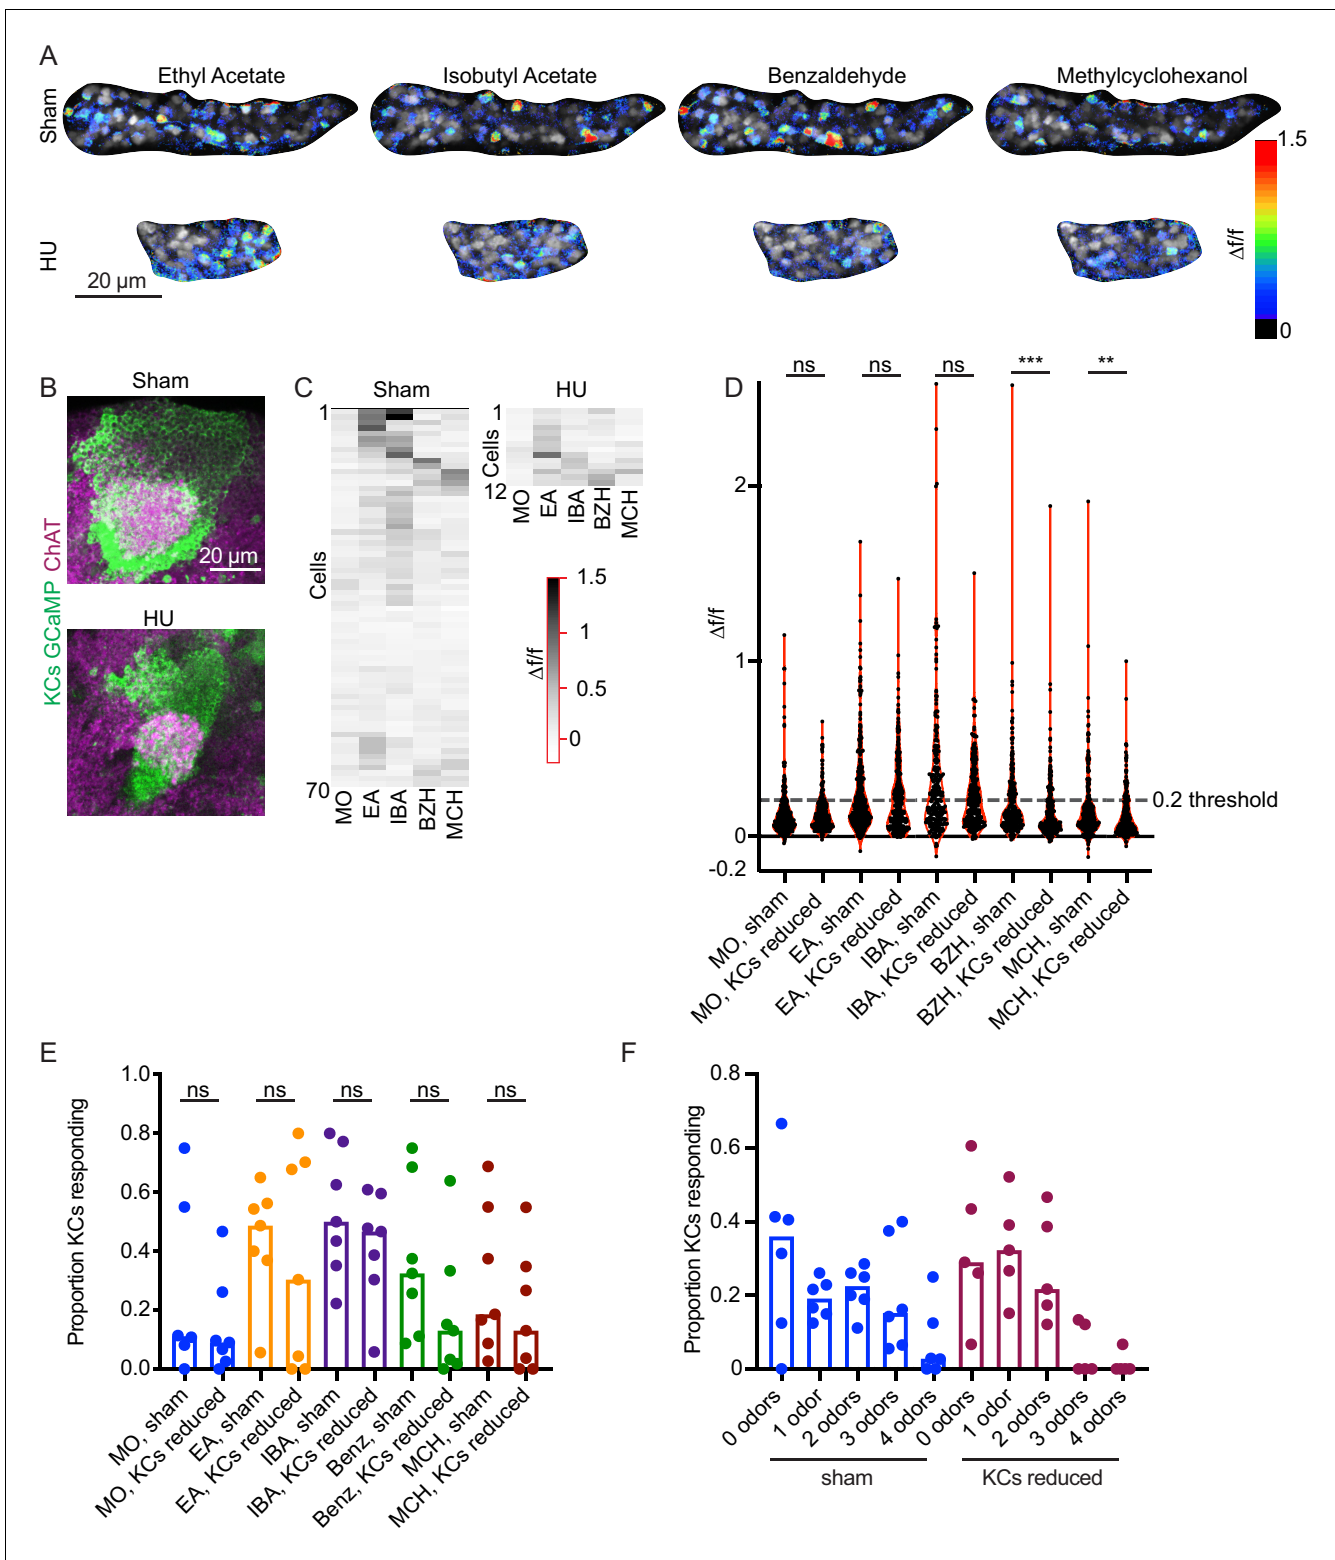 A
Ethyl Acetate
Isobutyl Acetate
Benzaldehyde
Methylcyclohexanol
Sham
HU
20 µm
1.5
Δf/f
0
B
Sham
20 µm
HU
KCs GCaMP ChAT
C
Sham
HU
1
Cells
70
MO
EA
IBA
BZH
MCH
1
Cells
12
MO
EA
IBA
BZH
MCH
1.5
1
0.5
0
Δf/f
D
ns
ns
ns
***
**
2
1
0
-0.2
Δf/f
0.2 threshold
MO, sham
MO, KCs reduced
EA, sham
EA, KCs reduced
IBA, sham
IBA, KCs reduced
BZH, sham
BZH, KCs reduced
MCH, sham
MCH, KCs reduced
E
ns
ns
ns
ns
ns
1.0
0.8
0.6
0.4
0.2
0.0
Proportion KCs responding
MO, sham
MO, KCs reduced
EA, sham
EA, KCs reduced
IBA, sham
IBA, KCs reduced
Benz, sham
Benz, KCs reduced
MCH, sham
MCH, KCs reduced
F
0.8
0.6
0.4
0.2
0
Proportion KCs responding
0 odors
1 odor
2 odors
3 odors
4 odors
0 odors
1 odor
2 odors
3 odors
4 odors
sham
KCs reduced